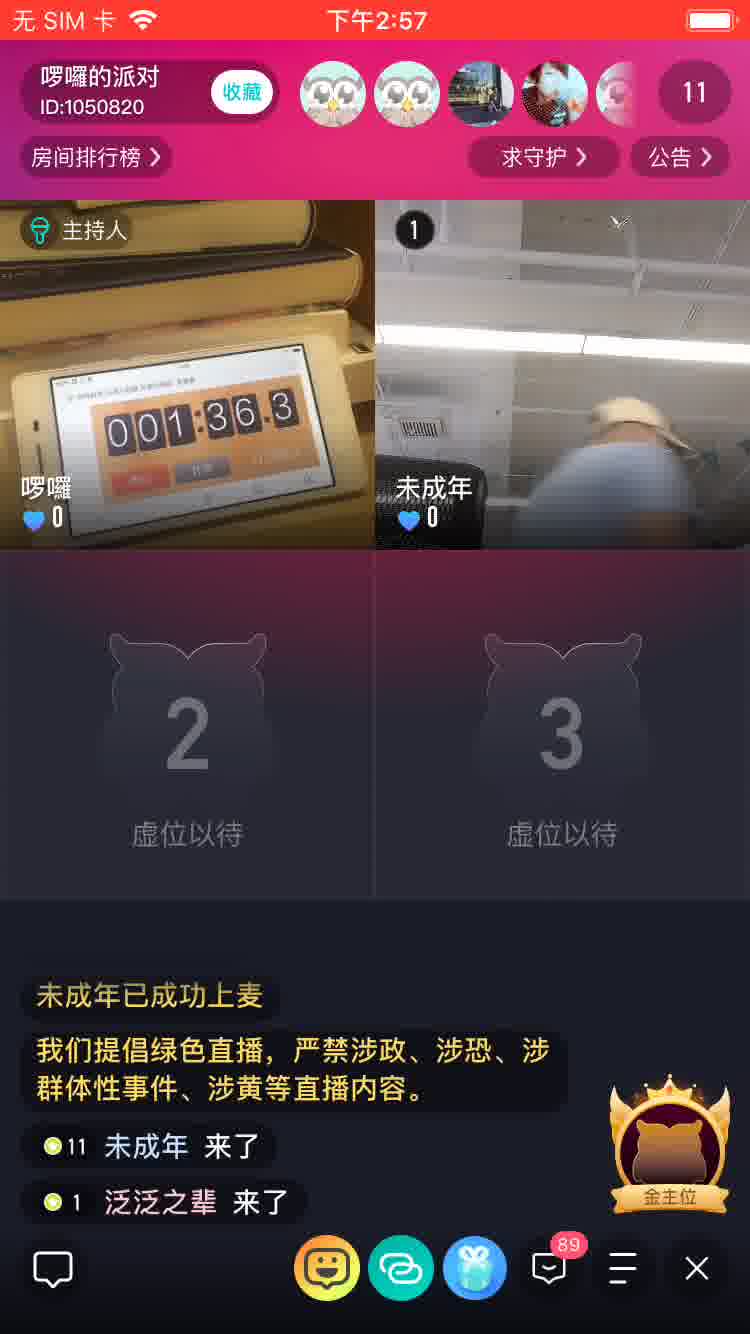 无 SIM 卡
下午2:57
啰囉的派对
ID:1050820
收藏
11
房间排行榜
求守护
公告
主持人
1
001:36.3
啰囉
0
未成年
0
2
3
虚位以待
虚位以待
未成年已成功上麦
我们提倡绿色直播，严禁涉政、涉恐、涉
群体性事件、涉黄等直播内容。
11 未成年 来了
1 泛泛之辈 来了
金主位
89